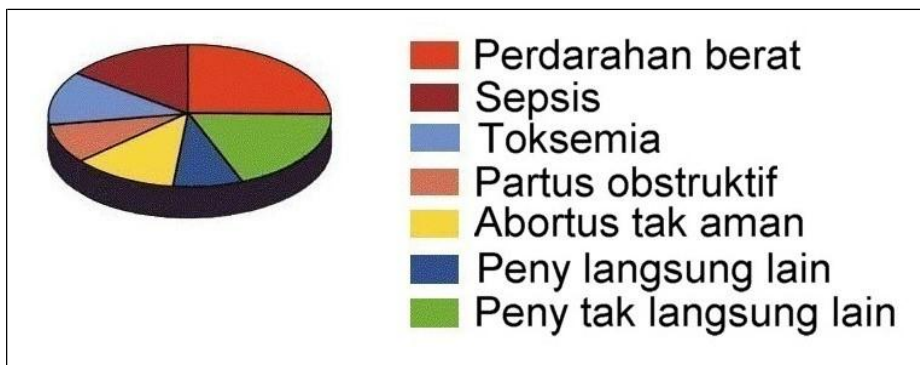 Perdarahan berat
Sepsis
Toksemia
Partus obstruktif
Abortus tak aman
Peny langsung lain
Peny tak langsung lain